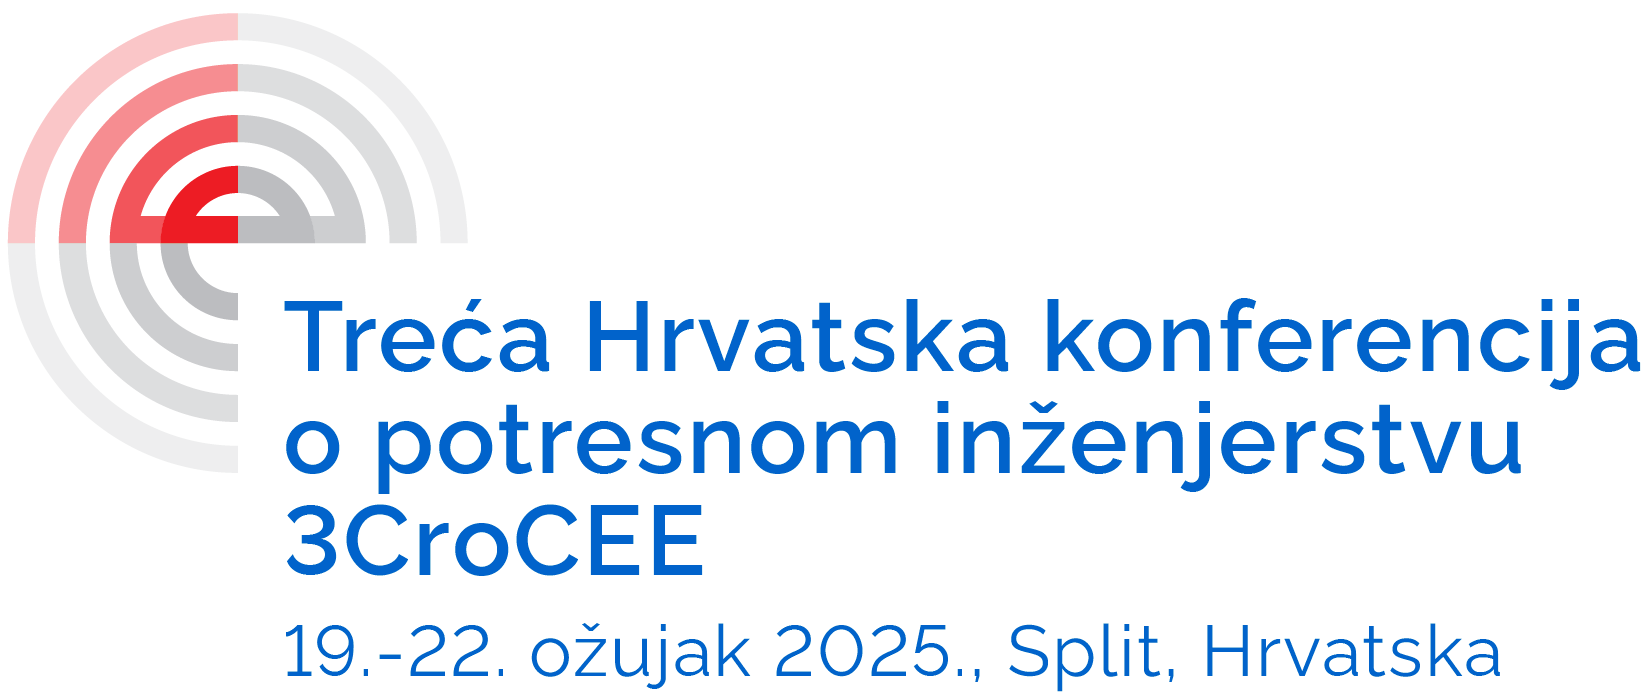 Treća Hrvatska konferencija
o potresnom inženjerstvu
3CroCEE
19.-22. ožujak 2025., Split, Hrvatska